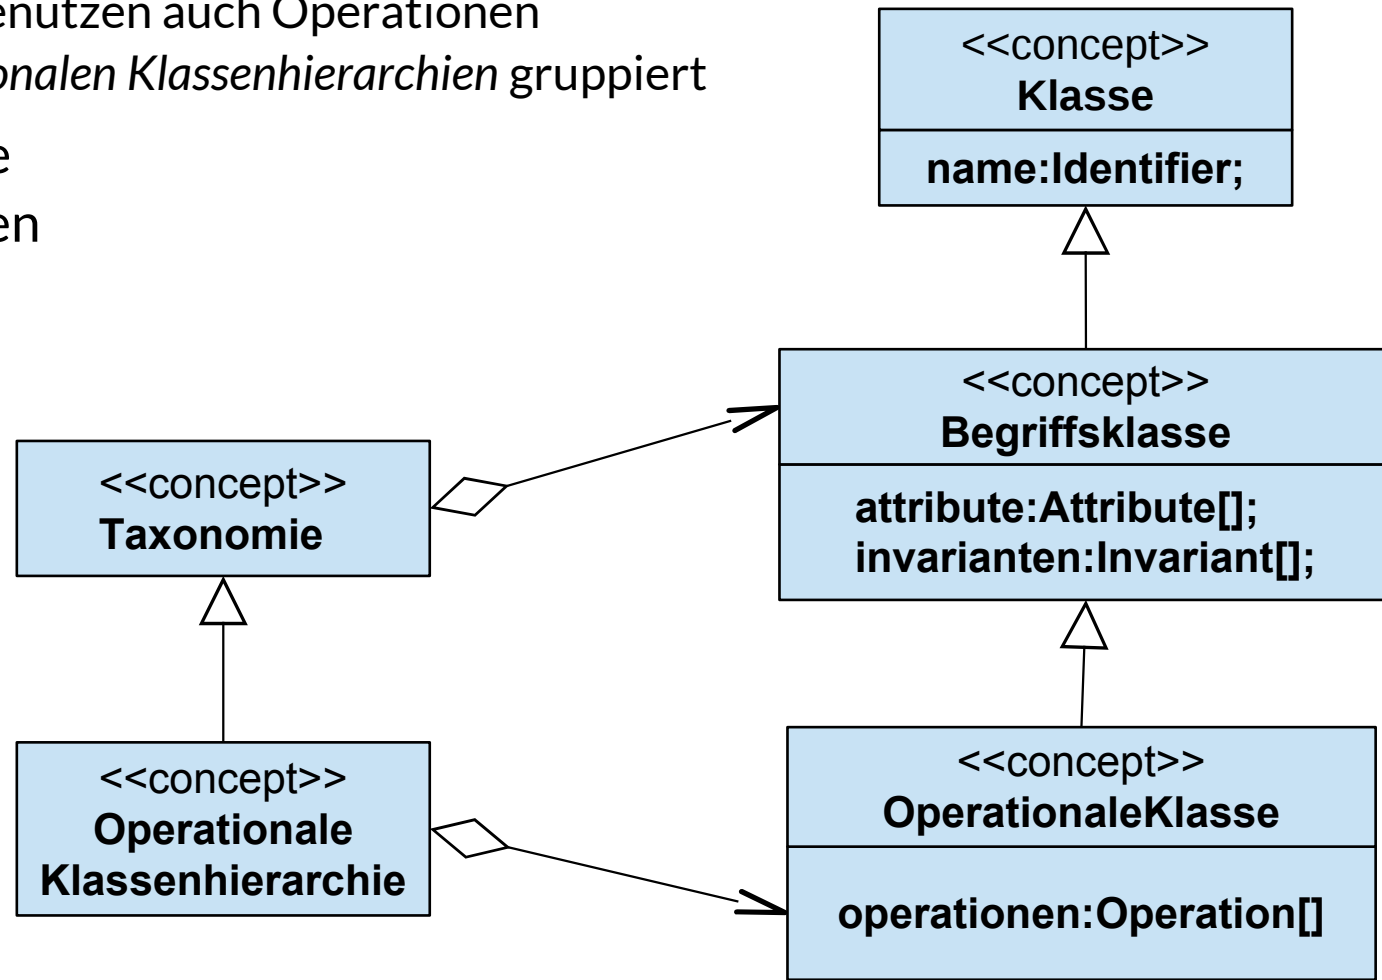 enutzen auch Operationen
onalen Klassenhierarchien gruppiert
e
en
<<concept>>
Klasse
name:Identifier;
<<concept>>
Begriffsklasse
attribute:Attribute[];
invarianten:Invariant[];
<<concept>>
Taxonomie
<<concept>>
Operationale
Klassenhierarchie
<<concept>>
OperationaleKlasse
operationen:Operation[]